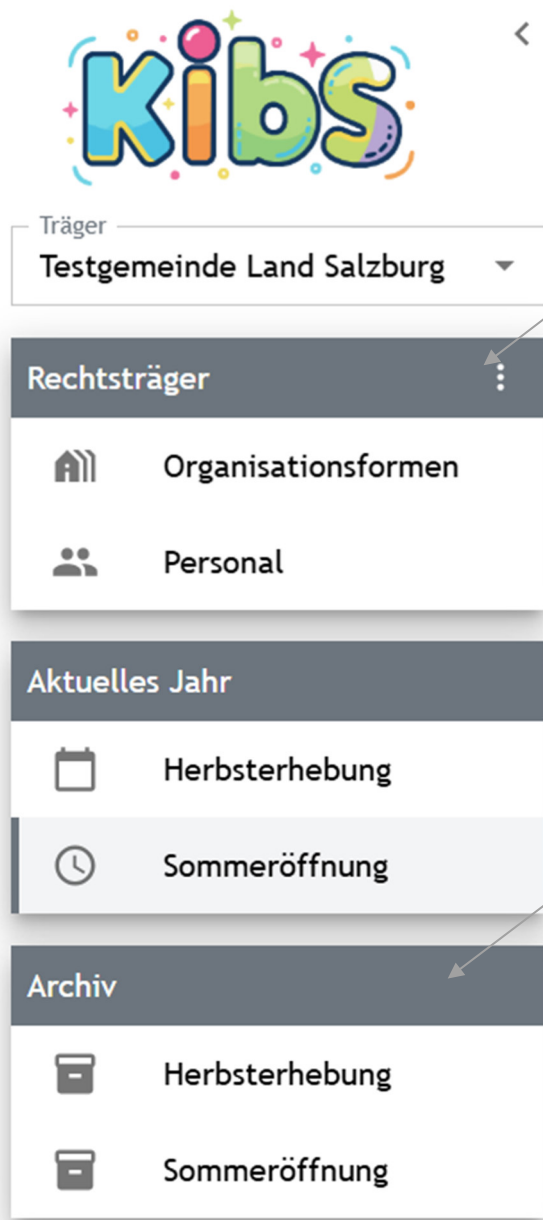 kibs
Träger
Testgemeinde Land Salzburg
Rechtsträger
Organisationsformen
Personal
Aktuelles Jahr
Herbsterhebung
Sommeröffnung
Archiv
Herbsterhebung
Sommeröffnung